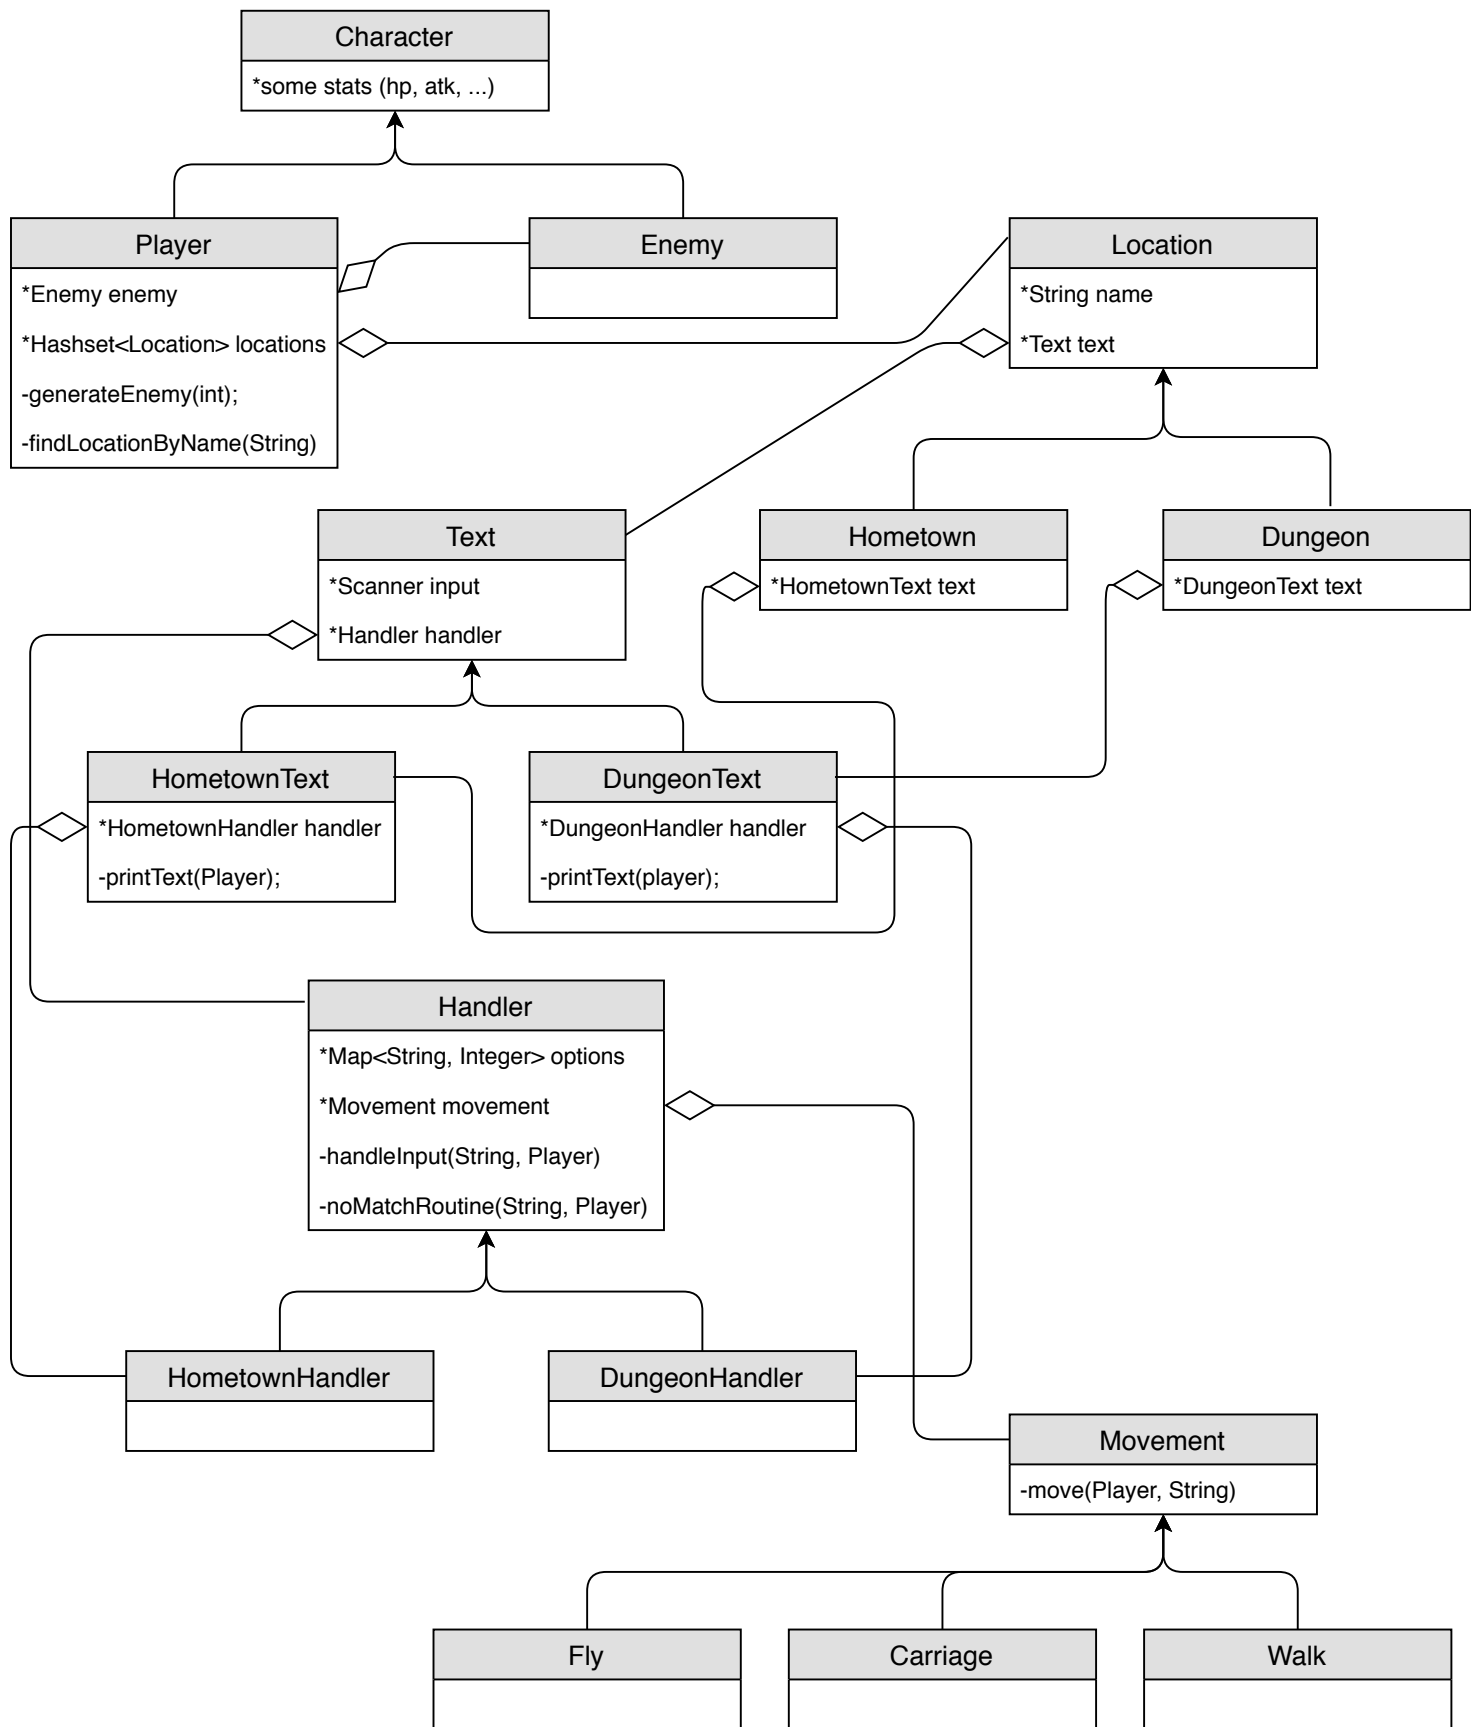 Character
*some stats (hp, atk, ...)
Player
*Enemy enemy
*Hashset<Location> locations
-generateEnemy(int);
-findLocationByName(String)
Enemy
Location
*String name
*Text text
Text
*Scanner input
*Handler handler
Hometown
*HometownText text
Dungeon
*DungeonText text
HometownText
*HometownHandler handler
-printText(Player);
DungeonText
*DungeonHandler handler
-printText(player);
Handler
*Map<String, Integer> options
*Movement movement
-handleInput(String, Player)
-noMatchRoutine(String, Player)
HometownHandler
DungeonHandler
Movement
-move(Player, String)
Fly
Carriage
Walk